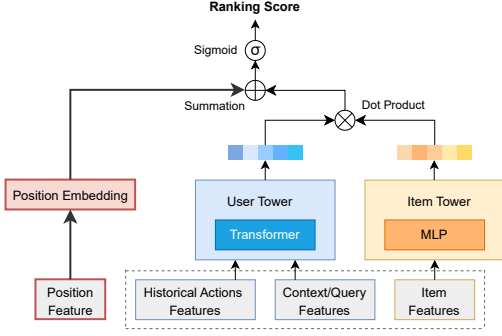 Ranking Score
Sigmoid
σ
Summation
Dot Product
Position Embedding
User Tower
Transformer
Item Tower
MLP
Position
Feature
Historical Actions
Features
Context/Query
Features
Item
Features